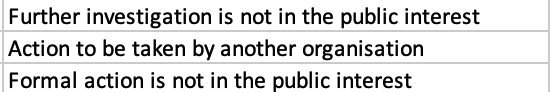 Further investigation is not in the public interest
Action to be taken by another organisation
Formal action is not in the public interest